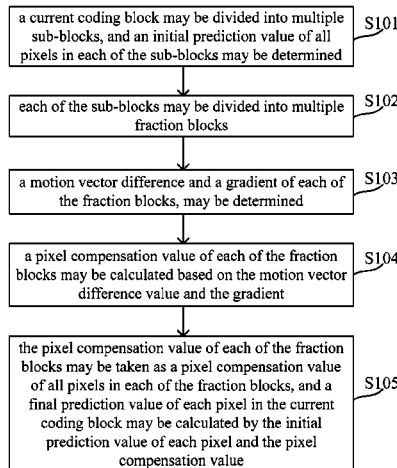 a current coding block may be divided into multiple
sub-blocks, and an initial prediction value of all
pixels in each of the sub-blocks may be determined
S101
each of the sub-blocks may be divided into multiple
fraction blocks
S102
a motion vector difference and a gradient of each of
the fraction blocks, may be determined
S103
a pixel compensation value of each of the fraction
blocks may be calculated based on the motion vector
difference value and the gradient
S104
the pixel compensation value of each of the fraction
blocks may be taken as a pixel compensation value
of all pixels in each of the fraction blocks, and a
final prediction value of each pixel in the current
coding block may be calculated by the initial
prediction value of each pixel and the pixel
compensation value
S105